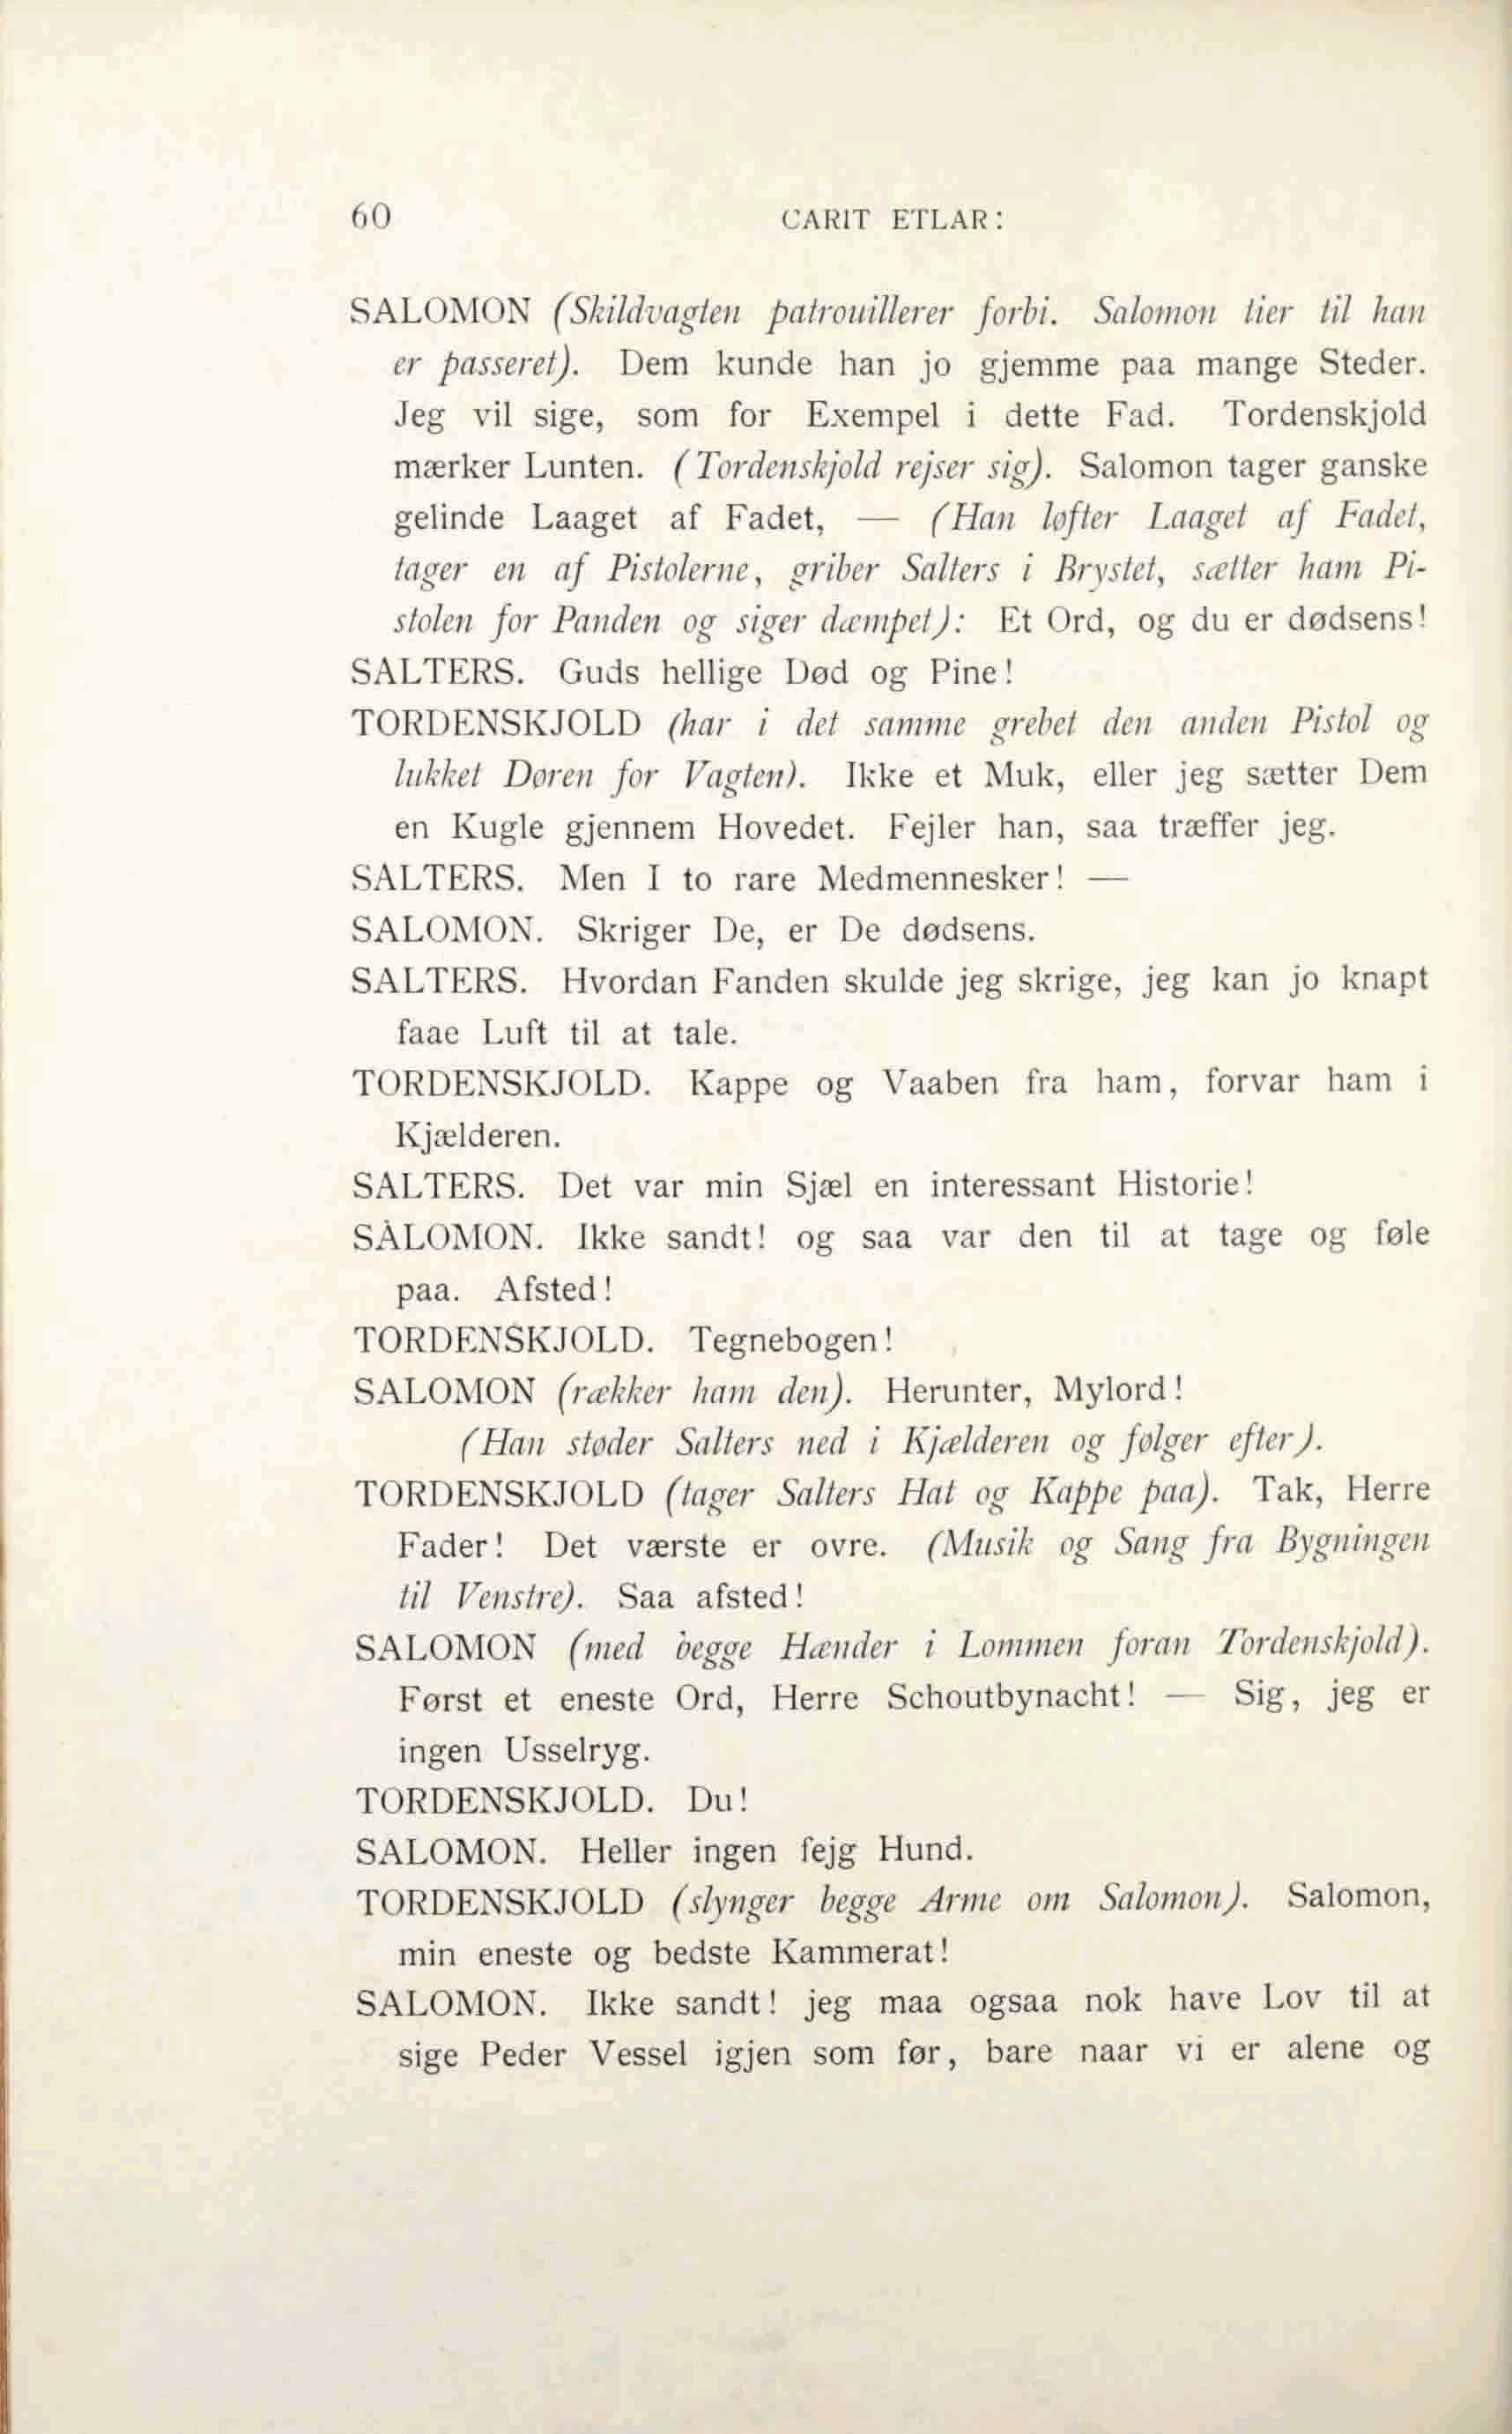 60
CARIT ETLAR:
SALOMON (Skildvagten patrouillerer forbi. Salomon tier til han
er passeret). Dem kunde han jo gjemme paa mange Steder.
Jeg vil sige, som for Exempel i dette Fad. Tordenskjold
mærker Lunten. (Tordenskjold rejser sig). Salomon tager ganske
gelinde Laaget af Fadet, — (Han løfter Laaget af Fadet,
tager en af Pistolerne, griber Salters i Brystet, sætter ham Pi-
stolen for Panden og siger dæmpet): Et Ord, og du er dødsens!
SALTERS. Guds hellige Død og Pine!
TORDENSKJOLD (har i det samme grebet den anden Pistol og
lukket Døren for Vagten). Ikke et Muk, eller jeg sætter Dem
en Kugle gjennem Hovedet. Fejler han, saa træffer jeg.
SALTERS. Men I to rare Medmennesker! —
SALOMON. Skriger De, er De dødsens.
SALTERS. Hvordan Fanden skulde jeg skrige, jeg kan jo knapt
faae Luft til at tale.
TORDENSKJOLD. Kappe og Vaaben fra ham, forvar ham i
Kjælderen.
SALTERS. Det var min Sjæl en interessant Historie!
SALOMON. Ikke sandt! og saa var den til at tage og føle
paa. Afsted!
TORDENSKJOLD. Tegnebogen!
SALOMON (rækker ham den). Herunter, Mylord!
(Han støder Salters ned i Kjælderen og følger efter).
TORDENSKJOLD (tager Salters Hat og Kappe paa). Tak, Herre
Fader! Det værste er ovre. (Musik og Sang fra Bygningen
til Venstre). Saa afsted!
SALOMON (med begge Hænder i Lommen foran Tordenskjold).
Først et eneste Ord, Herre Schoutbynacht! — Sig, jeg er
ingen Usselryg.
TORDENSKJOLD. Du!
SALOMON. Heller ingen fejg Hund.
TORDENSKJOLD (slynger begge Arme om Salomon). Salomon,
min eneste og bedste Kammerat!
SALOMON. Ikke sandt! jeg maa ogsaa nok have Lov til at
sige Peder Vessel igjen som før, bare naar vi er alene og